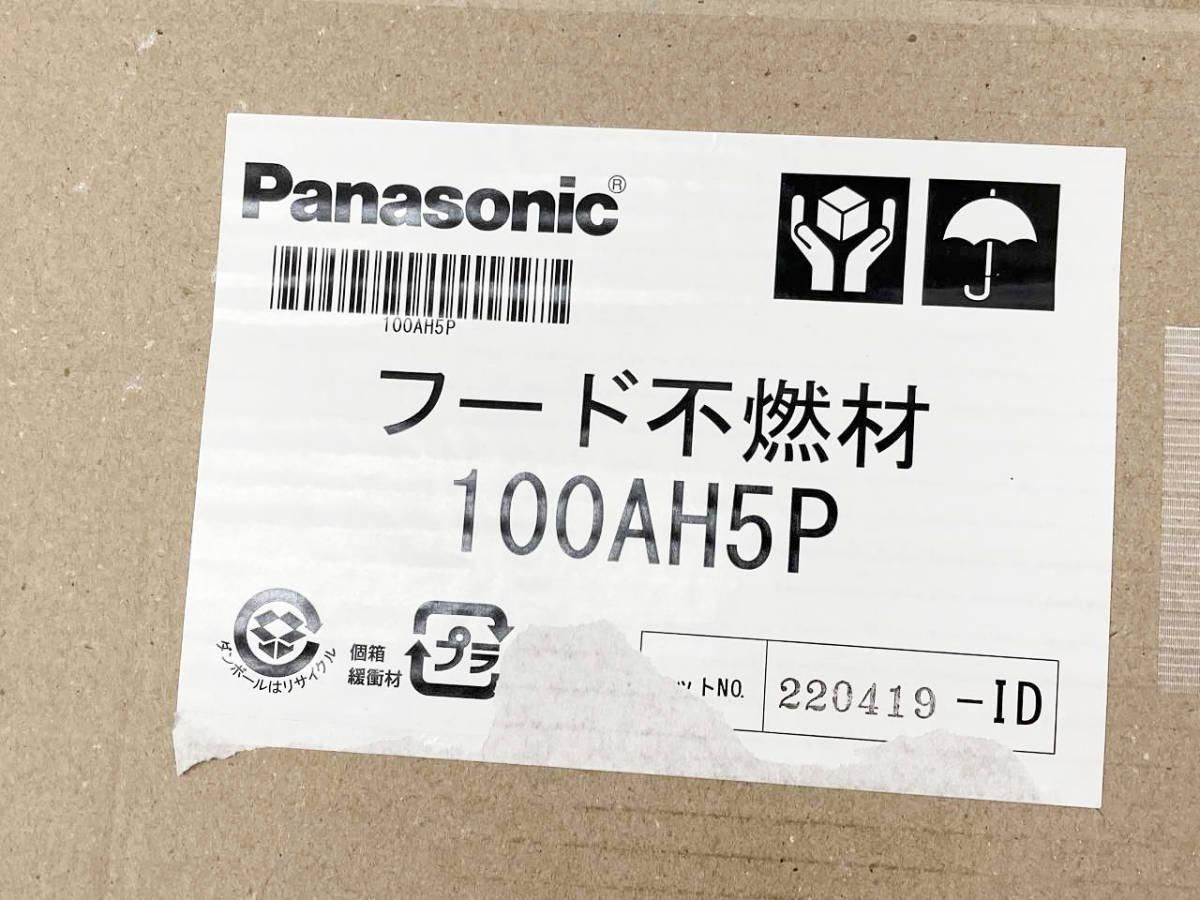 Panasonic®
100AH5P
フード不燃材
100AH5P
ダンボールはリサイクル
個箱
緩衝材
プラ
ットNO.
220419-ID